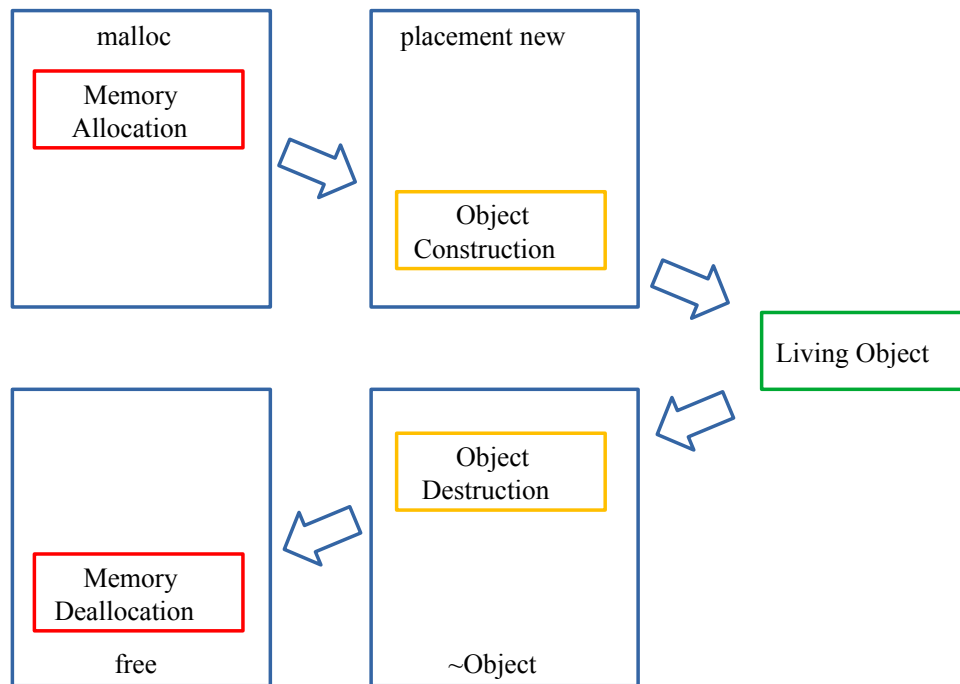 malloc
Memory
Allocation
placement new
Object
Construction
Living Object
Object
Destruction
~Object
Memory
Deallocation
free